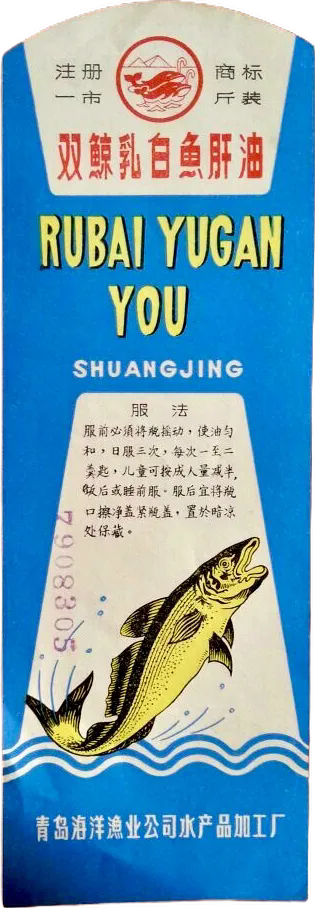 注册 商标
一市 斤装
双鲸乳白鱼肝油
RUBAI YUGAN
YOU
SHUANGJING
服 法
服前必须将瓶摇动，使油匀
和，日服三次，每次一至二
羹匙，儿童可按成人量减半，
饭后或睡前服。服后宜将瓶
口擦净盖紧瓶盖，置於暗凉
处保藏。
7908305
青岛海洋渔业公司水产品加工厂